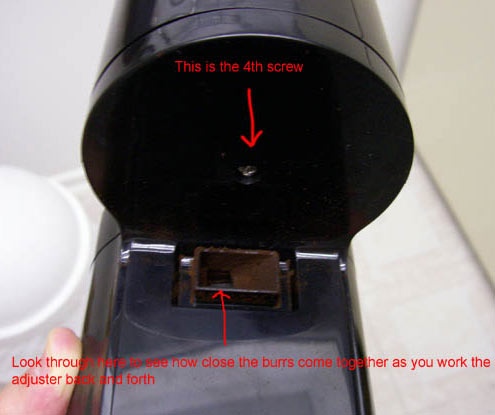 This is the 4th screw
Look through here to see now close the burrs come together as you work the
adjuster back and forth